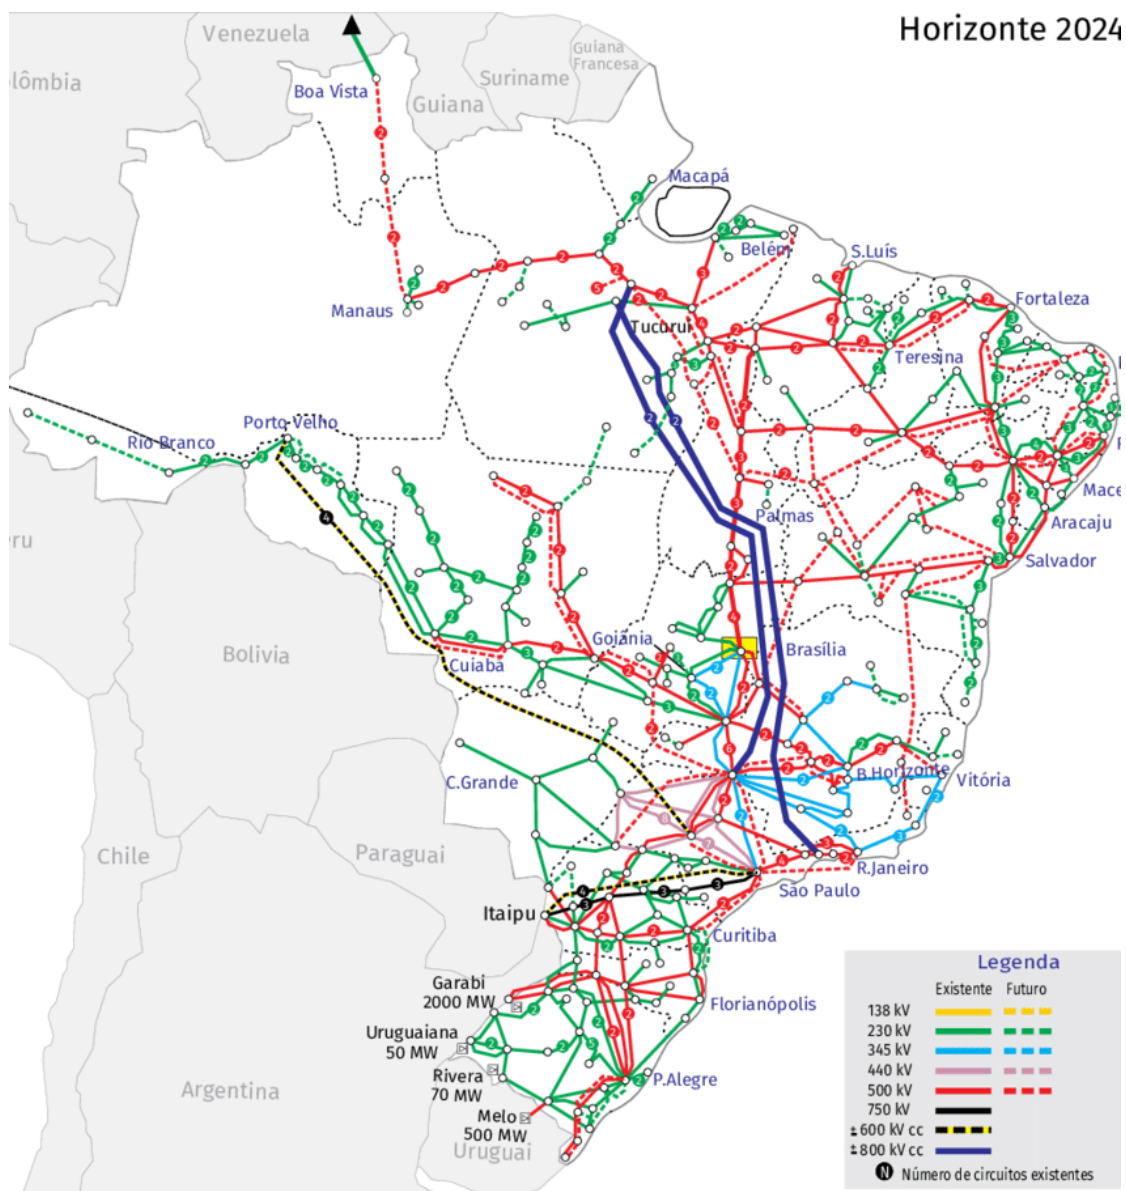 Horizonte 2024
Venezuela
Guiana
Francesa
Suriname
lômbia
Boa Vista
Guiana
Macapá
Belém
S.Luís
Manaus
Fortaleza
Tucuruí
Teresina
Porto Velho
Rio Branco
Mace
Palmas
Aracaju
eru
Salvador
Goiânia
Brasília
Bolivia
Cuiabá
C.Grande
B.Horizonte
Vitória
Chile
Paraguai
R.Janeiro
São Paulo
Itaipu
Curitiba
Garabi
2000 MW
Florianópolis
Uruguaiana
50 MW
Rivera
70 MW
P.Alegre
Argentina
Melo
500 MW
Uruguai
Legenda
Existente Futuro
138 kV
230 kV
345 kV
440 kV
500 kV
750 kV
±600 kV cc
±800 kV cc
N Número de circuitos existentes